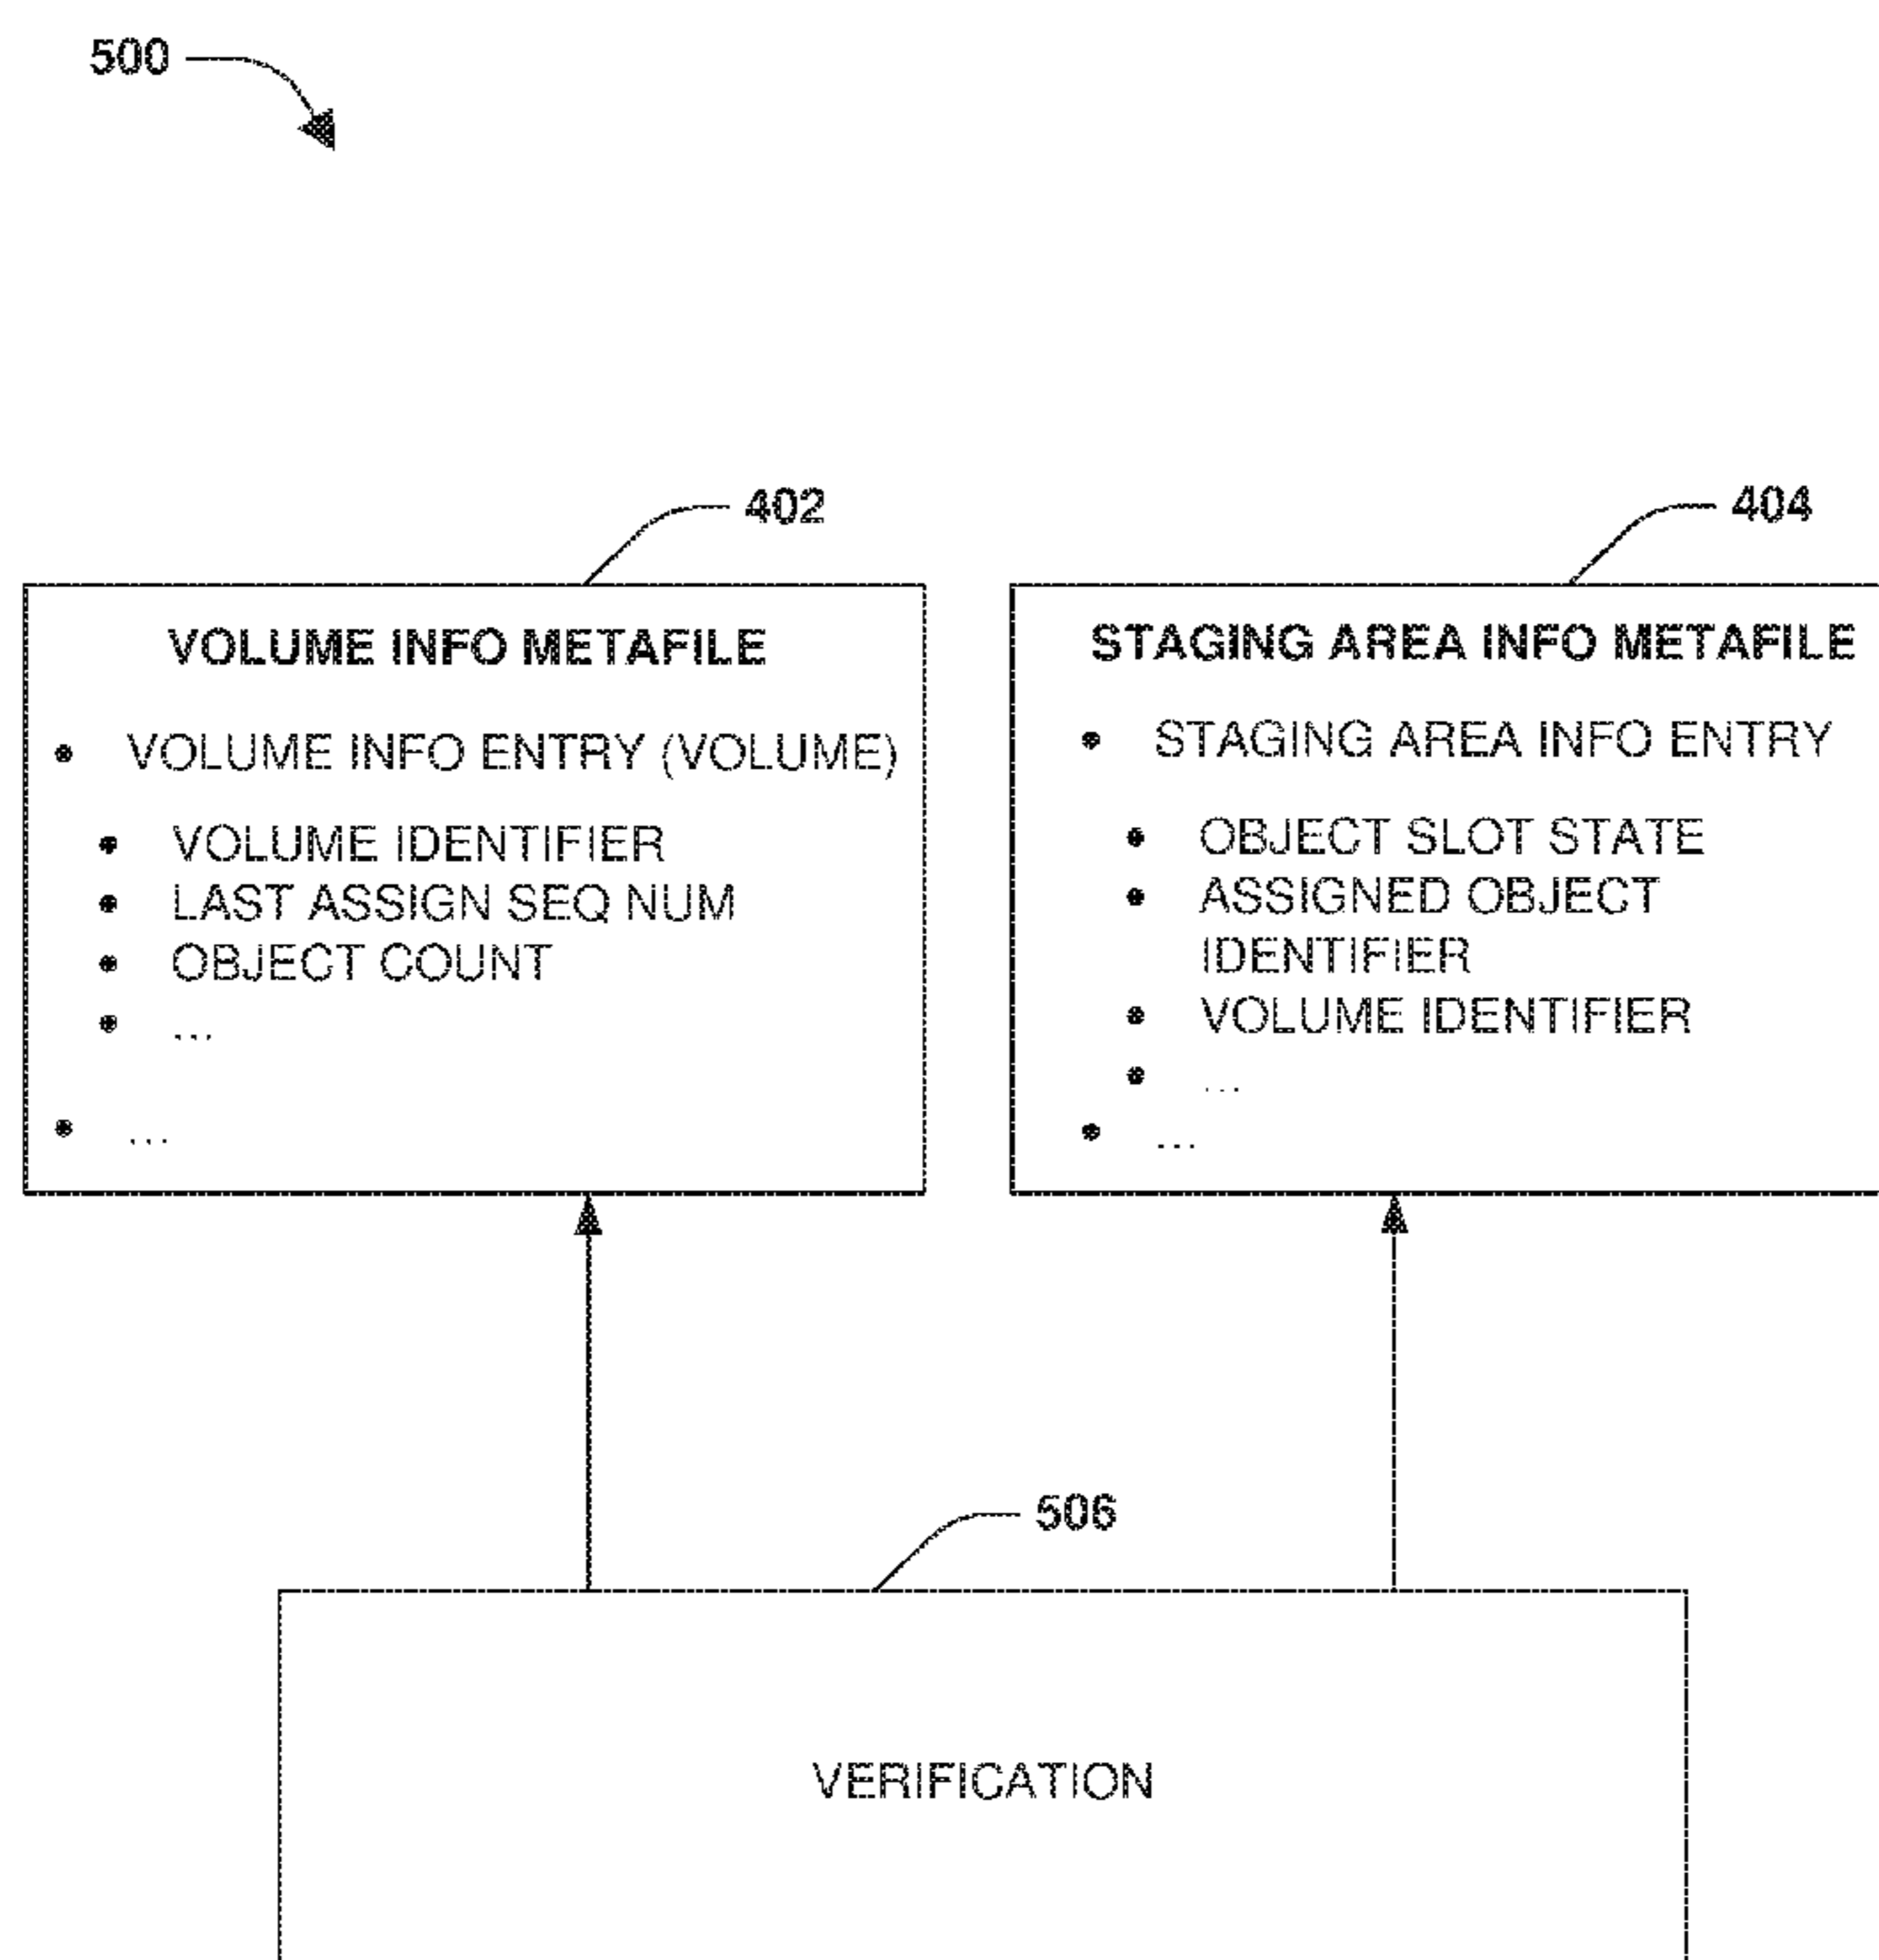 500
402
404
VOLUME INFO METAFILE
• VOLUME INFO ENTRY (VOLUME)
• VOLUME IDENTIFIER
• LAST ASSIGN SEQ NUM
• OBJECT COUNT
• ...
• ...
STAGING AREA INFO METAFILE
• STAGING AREA INFO ENTRY
• OBJECT SLOT STATE
• ASSIGNED OBJECT
IDENTIFIER
• VOLUME IDENTIFIER
• ...
• ...
506
VERIFICATION